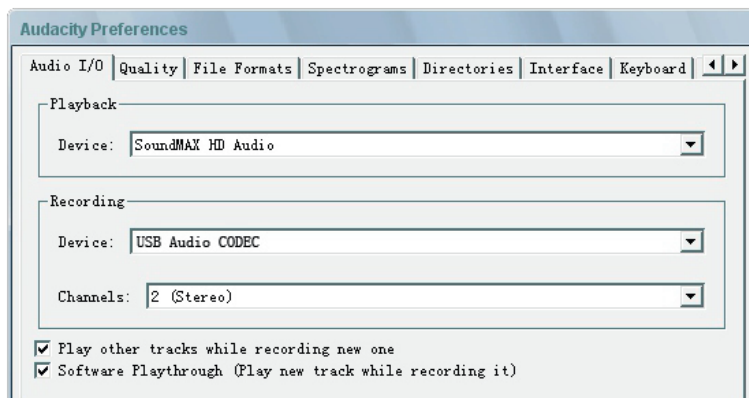 Audacity Preferences
Audio I/O Quality File Formats Spectrograms Directories Interface Keyboard
Playback
Device: SoundMAX HD Audio
Recording
Device: USB Audio CODEC
Channels: 2 (Stereo)
Play other tracks while recording new one
Software Playthrough (Play new track while recording it)